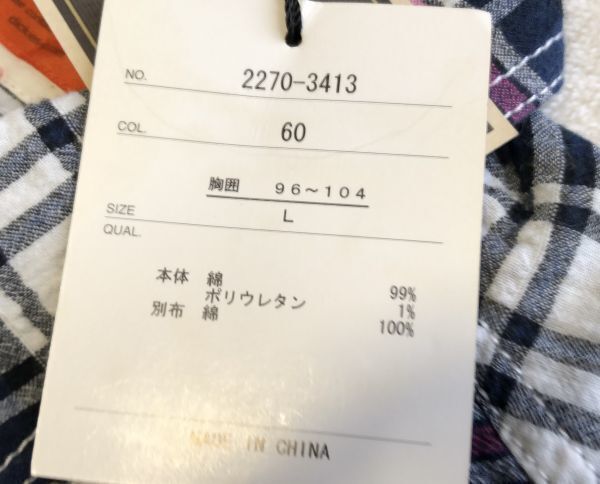 NO. 2270-3413
COL. 60
胸囲 96～104
SIZE L
QUAL.
本体 綿 99%
ポリウレタン 1%
別布 綿 100%
MADE IN CHINA